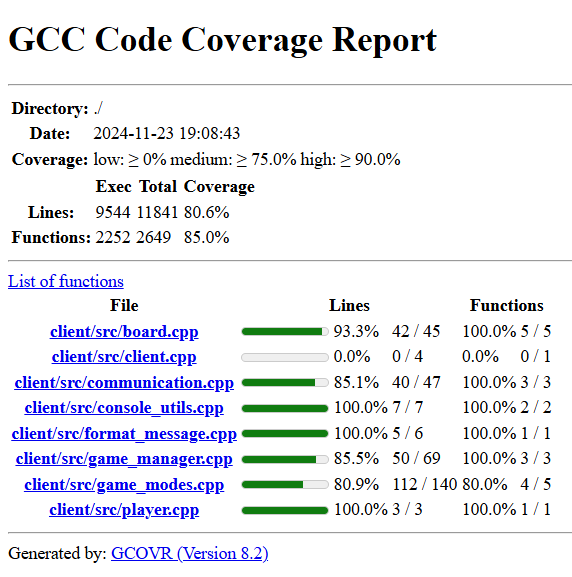 GCC Code Coverage Report
Directory: ./
Date: 2024-11-23 19:08:43
Coverage: low: ≥ 0% medium: ≥ 75.0% high: ≥ 90.0%
Exec Total Coverage
Lines: 9544 11841 80.6%
Functions: 2252 2649 85.0%
List of functions
File Lines Functions
client/src/board.cpp 93.3% 42 / 45 100.0% 5 / 5
client/src/client.cpp 0.0% 0 / 4 0.0% 0 / 1
client/src/communication.cpp 85.1% 40 / 47 100.0% 3 / 3
client/src/console_utils.cpp 100.0% 7 / 7 100.0% 2 / 2
client/src/format_message.cpp 100.0% 5 / 6 100.0% 1 / 1
client/src/game_manager.cpp 85.5% 50 / 69 100.0% 3 / 3
client/src/game_modes.cpp 80.9% 112 / 140 80.0% 4 / 5
client/src/player.cpp 100.0% 3 / 3 100.0% 1 / 1
Generated by: GCOVR (Version 8.2)